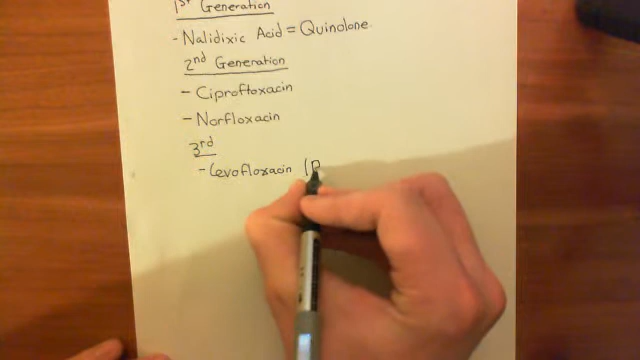 1st Generation
- Nalidixic Acid = Quinolone
2nd Generation
- Ciprofloxacin
- Norfloxacin
3rd
- Levofloxacin (P